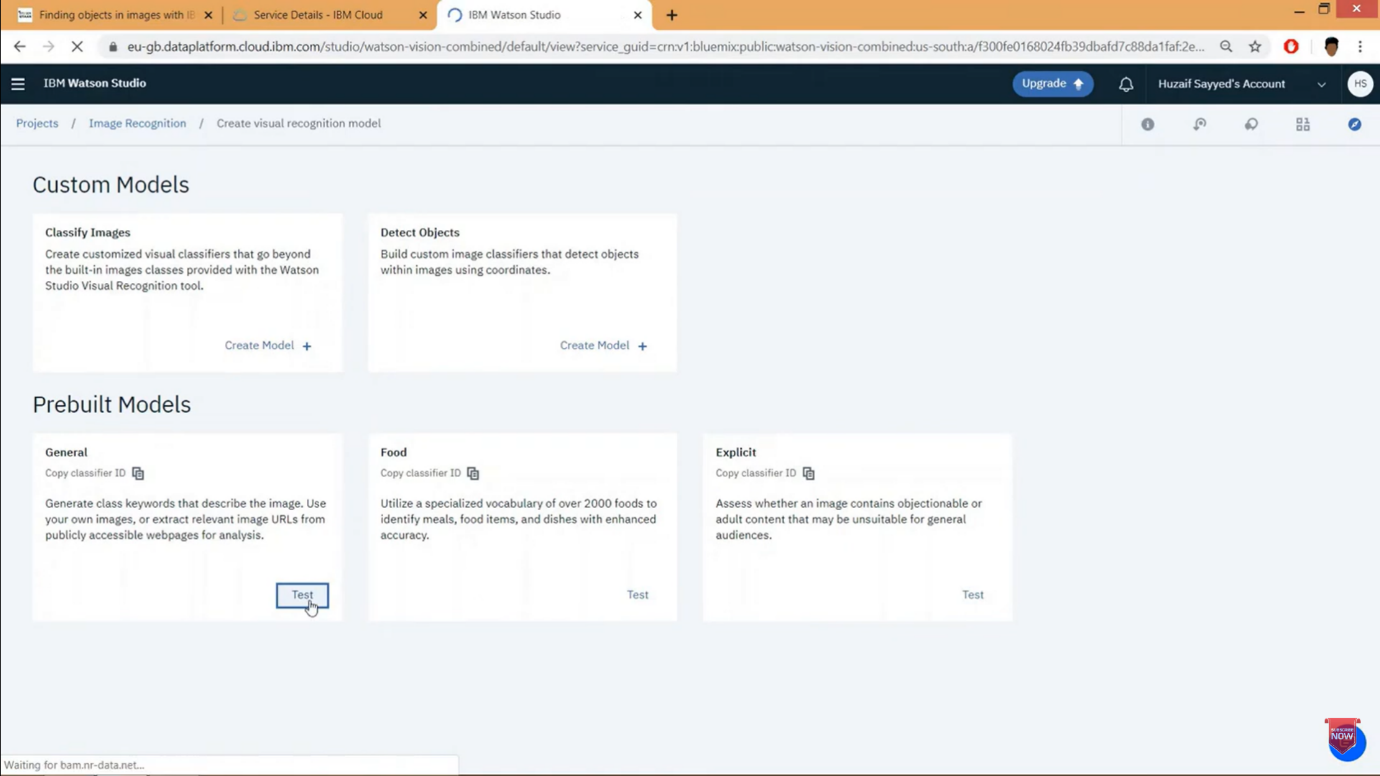 Finding objects in images with IB
Service Details - IBM Cloud
IBM Watson Studio
eu-gb.dataplatform.cloud.ibm.com/studio/watson-vision-combined/default/view?service_guid=crn:v1:bluemix:public:watson-vision-combined:us-south:a/f300fe0168024fb39dbafd7c88da1faf:2e...
IBM Watson Studio
Upgrade
Huzaif Sayyed's Account
HS
Projects / Image Recognition / Create visual recognition model
Custom Models
Classify Images
Create customized visual classifiers that go beyond
the built-in images classes provided with the Watson
Studio Visual Recognition tool.
Create Model +
Detect Objects
Build custom image classifiers that detect objects
within images using coordinates.
Create Model +
Prebuilt Models
General
Copy classifier ID
Generate class keywords that describe the image. Use
your own images, or extract relevant image URLs from
publicly accessible webpages for analysis.
Test
Food
Copy classifier ID
Utilize a specialized vocabulary of over 2000 foods to
identify meals, food items, and dishes with enhanced
accuracy.
Test
Explicit
Copy classifier ID
Assess whether an image contains objectionable or
adult content that may be unsuitable for general
audiences.
Test
NOW
Waiting for bam.nr-data.net...